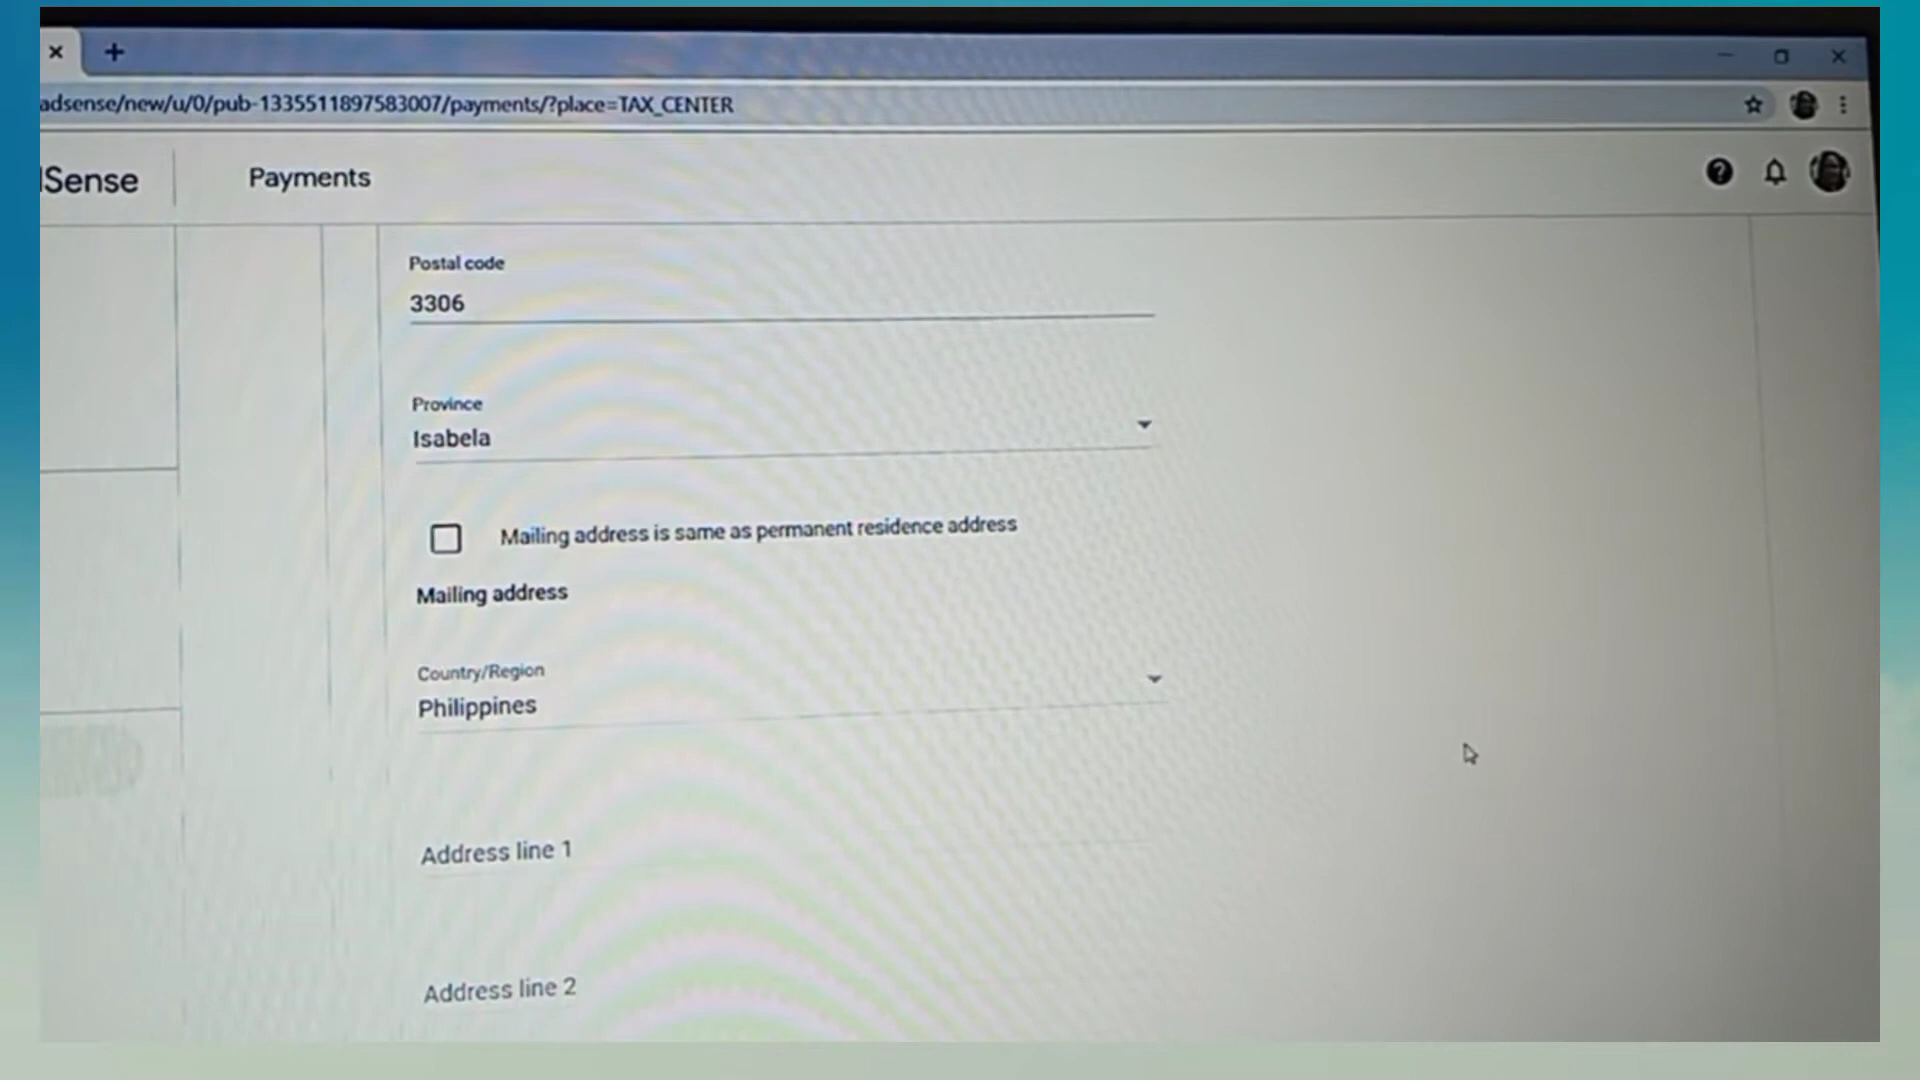 adsense/new/u/0/pub-1335511897583007/payments/?place=TAX_CENTER
Sense
Payments
Postal code
3306
Province
Isabela
Mailing address is same as permanent residence address
Mailing address
Country/Region
Philippines
Address line 1
Address line 2